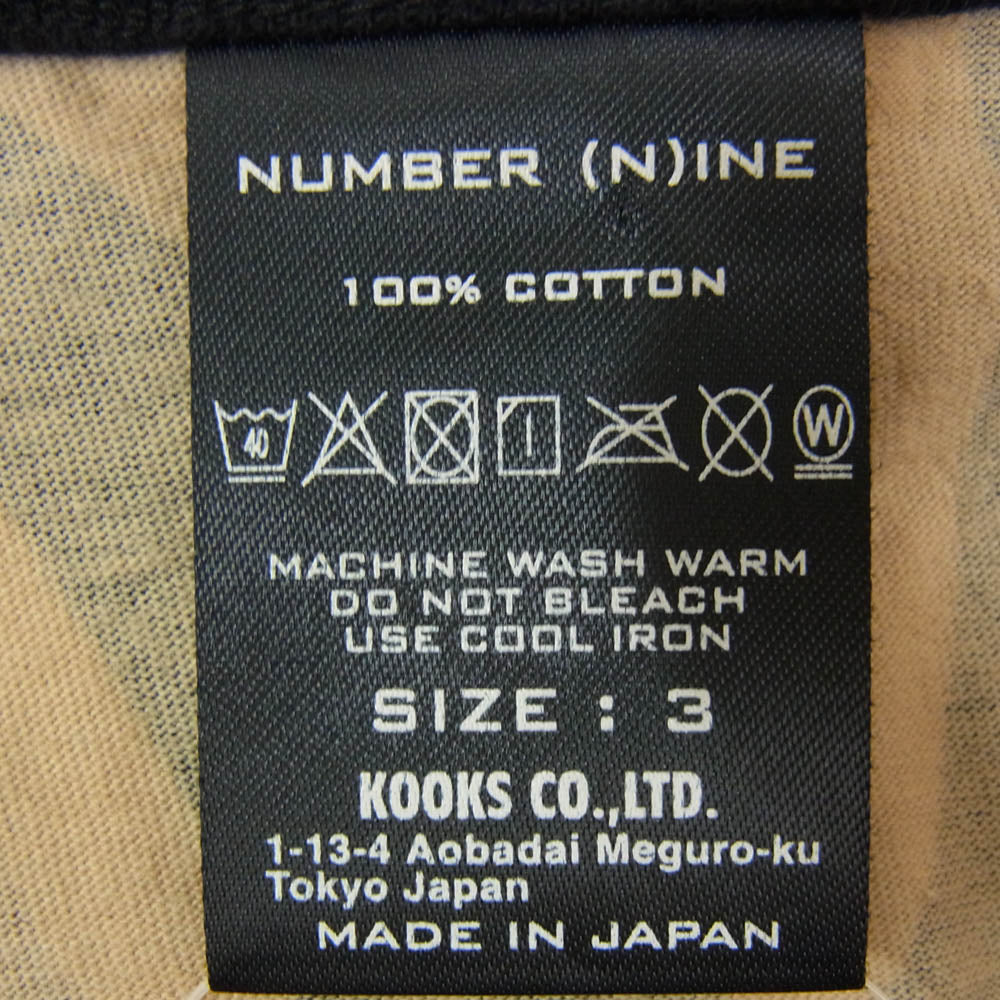 NUMBER (N)INE
100% COTTON
40 W
MACHINE WASH WARM
DO NOT BLEACH
USE COOL IRON
SIZE : 3
KOOKS CO.,LTD.
1-13-4 Aobadai Meguro-ku
Tokyo Japan
MADE IN JAPAN